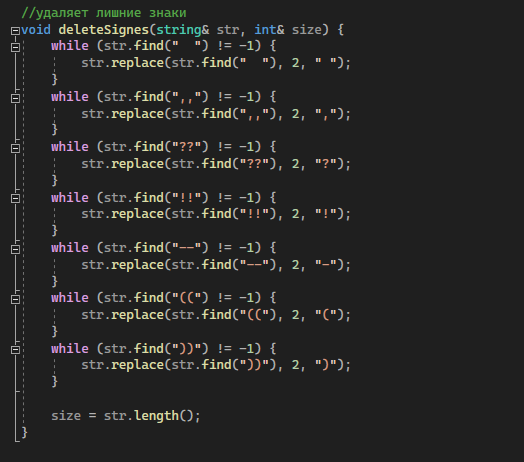 //удаляет лишние знаки
void deleteSignes(string& str, int& size) {
    while (str.find("  ") != -1) {
        str.replace(str.find("  "), 2, " ");
    }
    while (str.find(",,") != -1) {
        str.replace(str.find(",,"), 2, ",");
    }
    while (str.find("??") != -1) {
        str.replace(str.find("??"), 2, "?");
    }
    while (str.find("!!") != -1) {
        str.replace(str.find("!!"), 2, "!");
    }
    while (str.find("--") != -1) {
        str.replace(str.find("--"), 2, "-");
    }
    while (str.find("((") != -1) {
        str.replace(str.find("(("), 2, "(");
    }
    while (str.find("))") != -1) {
        str.replace(str.find("))"), 2, ")");
    }

    size = str.length();
}